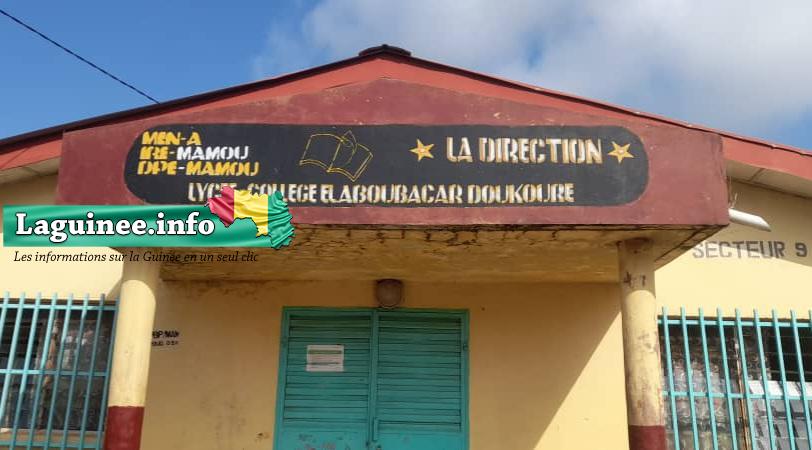 MEN-A
IRE-MAMOU
DPE-MAMOU
LA DIRECTION
LYCEE-COLLEGE ELABOUBACAR DOUKOURE
Laguinee.info
Les informations sur la Guinée en un seul clic
SECTEUR 9